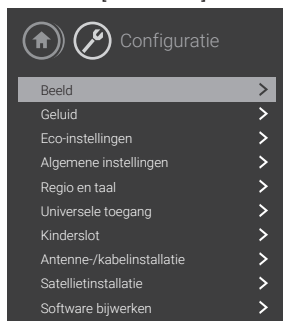 Configuratie
Beeld
Geluid
Eco-instellingen
Algemene instellingen
Regio en taal
Universele toegang
Kinderslot
Antenne-/kabelinstallatie
Satellietinstallatie
Software bijwerken